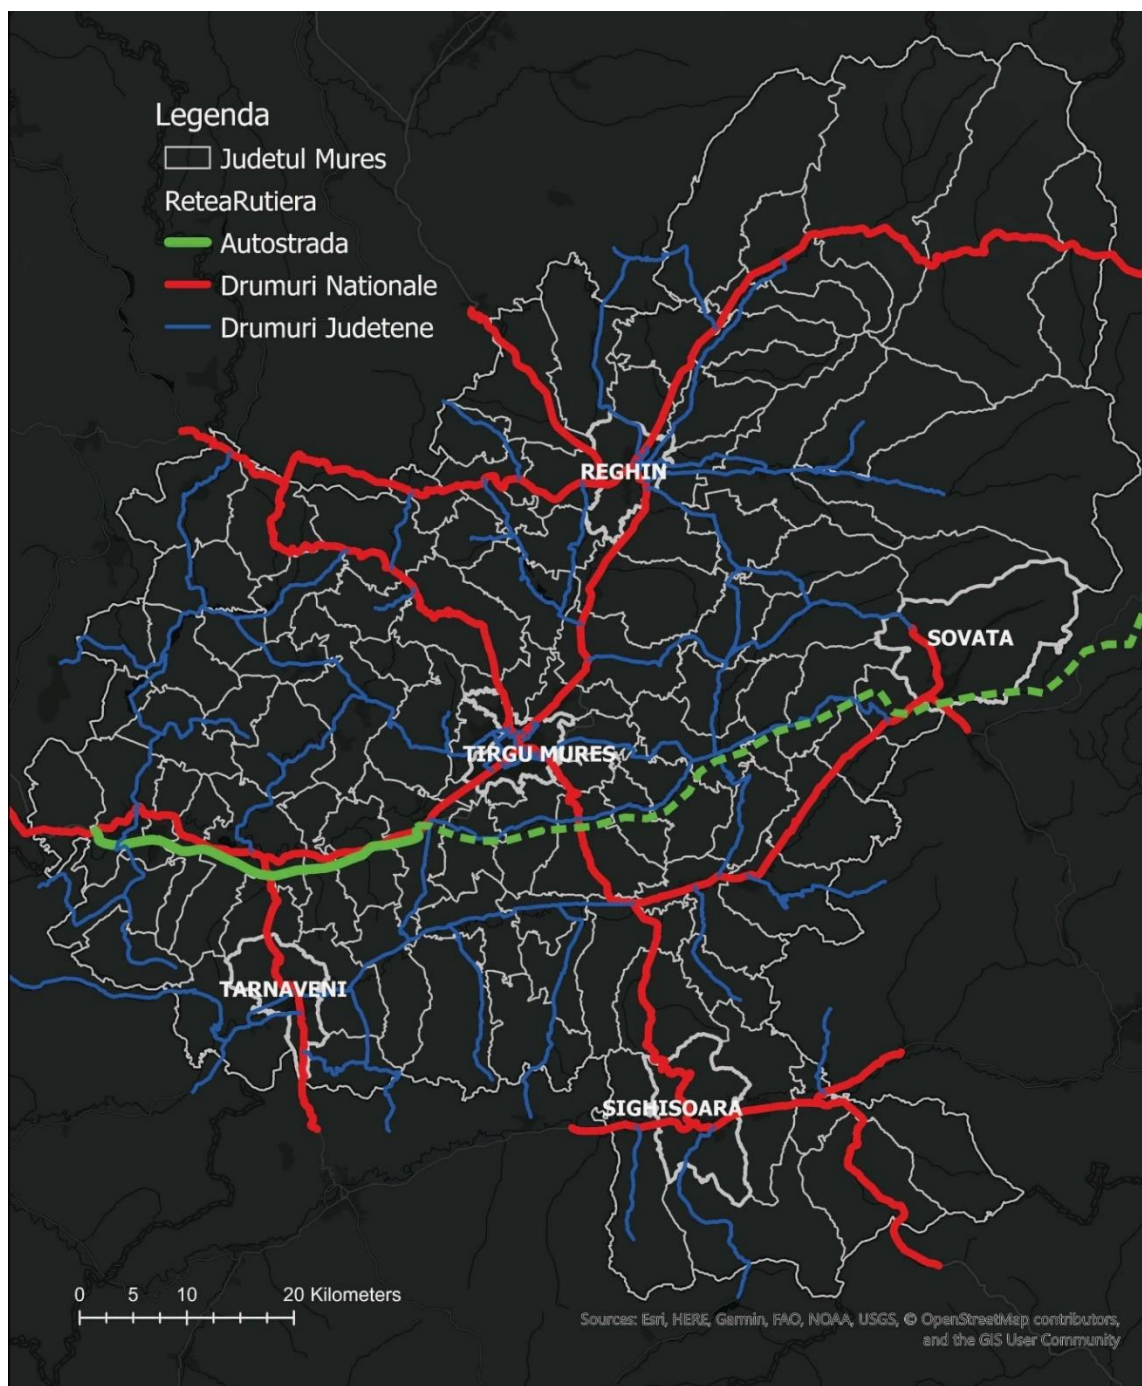 Legenda
Judetul Mures
ReteaRutiera
Autostrada
Drumuri Nationale
Drumuri Judetene
REGHIN
SOVATA
TIRGU MURES
TARNAVENI
SIGHISOARA
0 5 10 20 Kilometers
Sources: Esri, HERE, Garmin, FAO, NOAA, USGS, © OpenStreetMap contributors,
and the GIS User Community